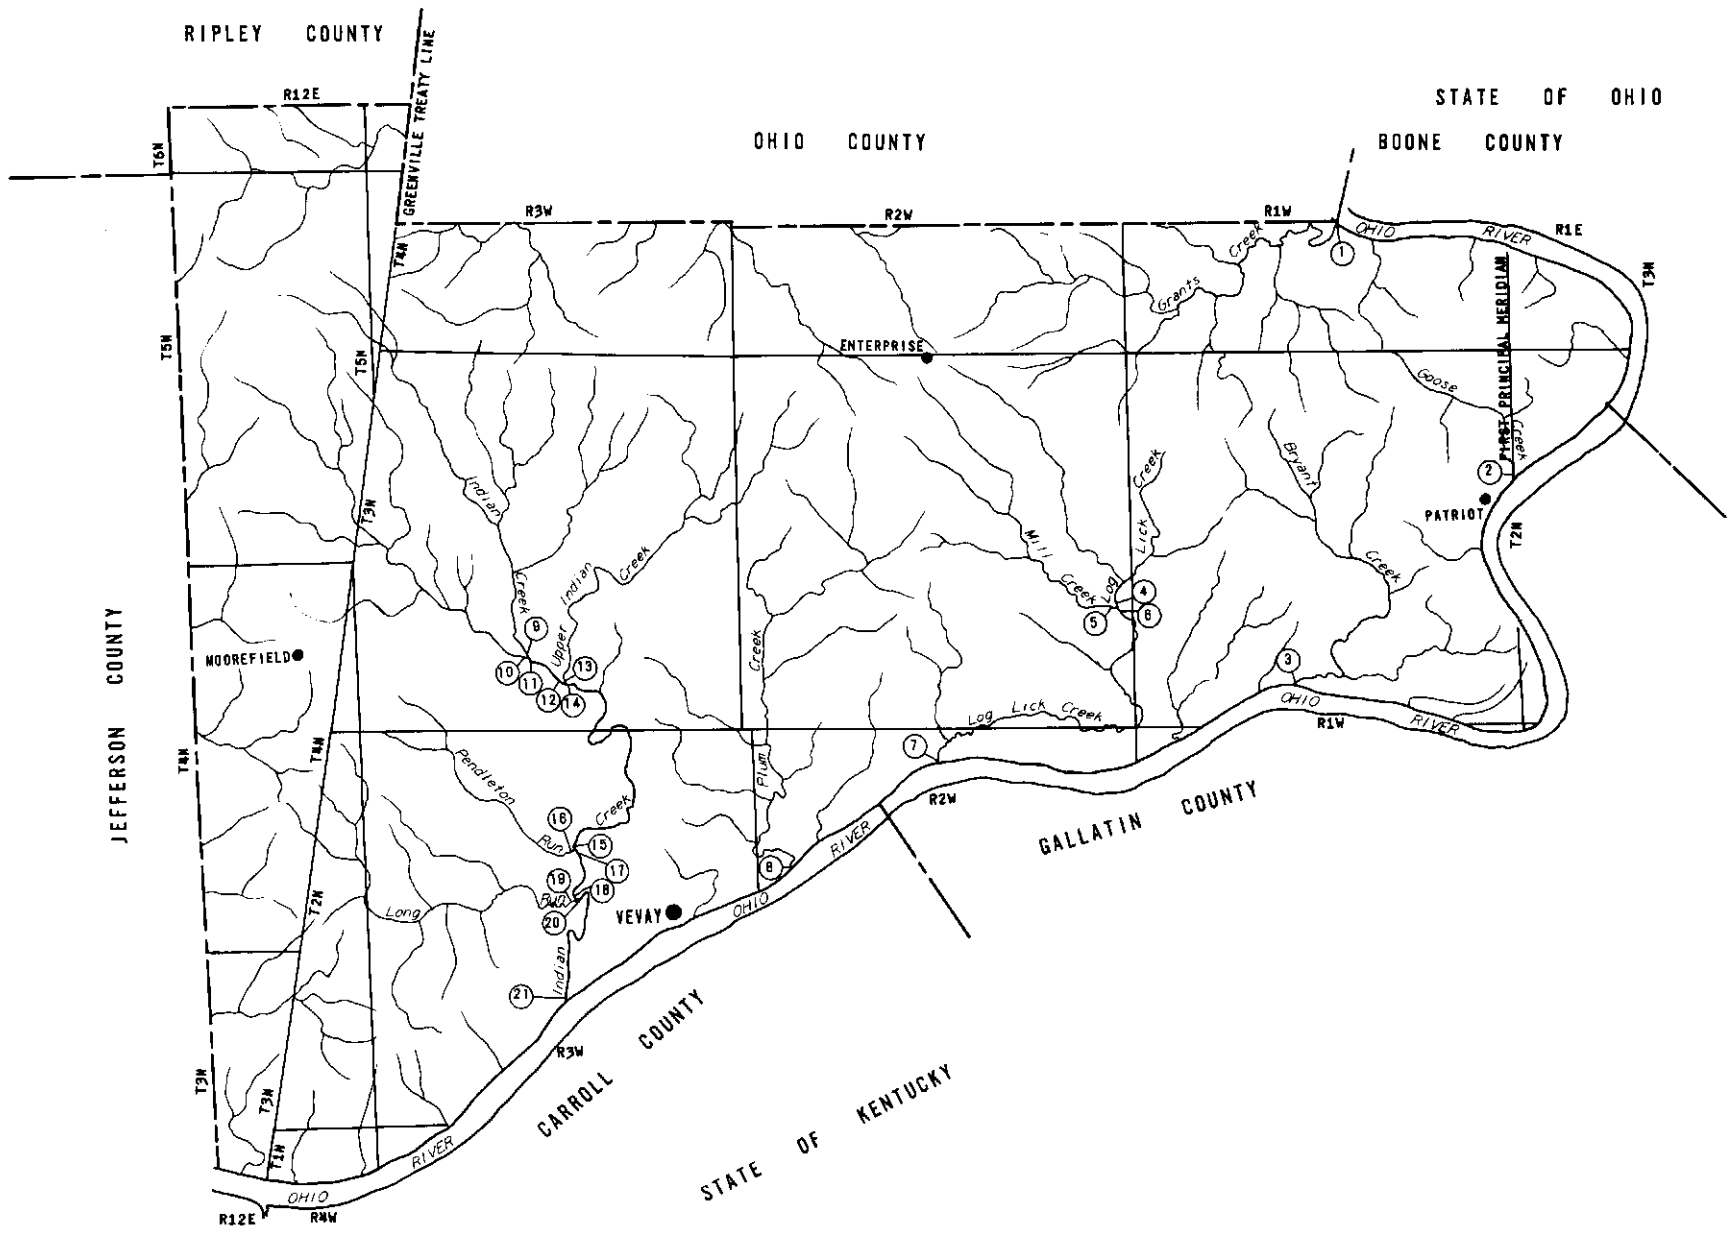 RIPLEY COUNTY
GREENVILLE TREATY LINE
R12E
STATE OF OHIO
OHIO COUNTY
BOONE COUNTY
T6N
R3W
R2W
R1W
R1E
OHIO RIVER
1
T4N
Grants Creek
T3N
T5N
T5N
ENTERPRISE
FIRST PRINCIPAL MERIDIAN
Goose Creek
Indian Creek
T3N
Bryant Creek
Lick Creek
2
PATRIOT
T2N
Mill Creek
Log
4
5
6
Upper Indian Creek
JEFFERSON COUNTY
MOOREFIELD
9
10
11
12
13
14
Plum Creek
3
OHIO RIVER
R1W
Log Lick Creek
7
R2W
GALLATIN COUNTY
T4N
T4N
Pendleton Run
Creek
16
15
17
18
19
20
Run
Long
T2N
8
OHIO RIVER
VEVAY
Indian
21
R3W
CARROLL COUNTY
STATE OF KENTUCKY
T3N
T3N
T1N
OHIO RIVER
R12E
R4W